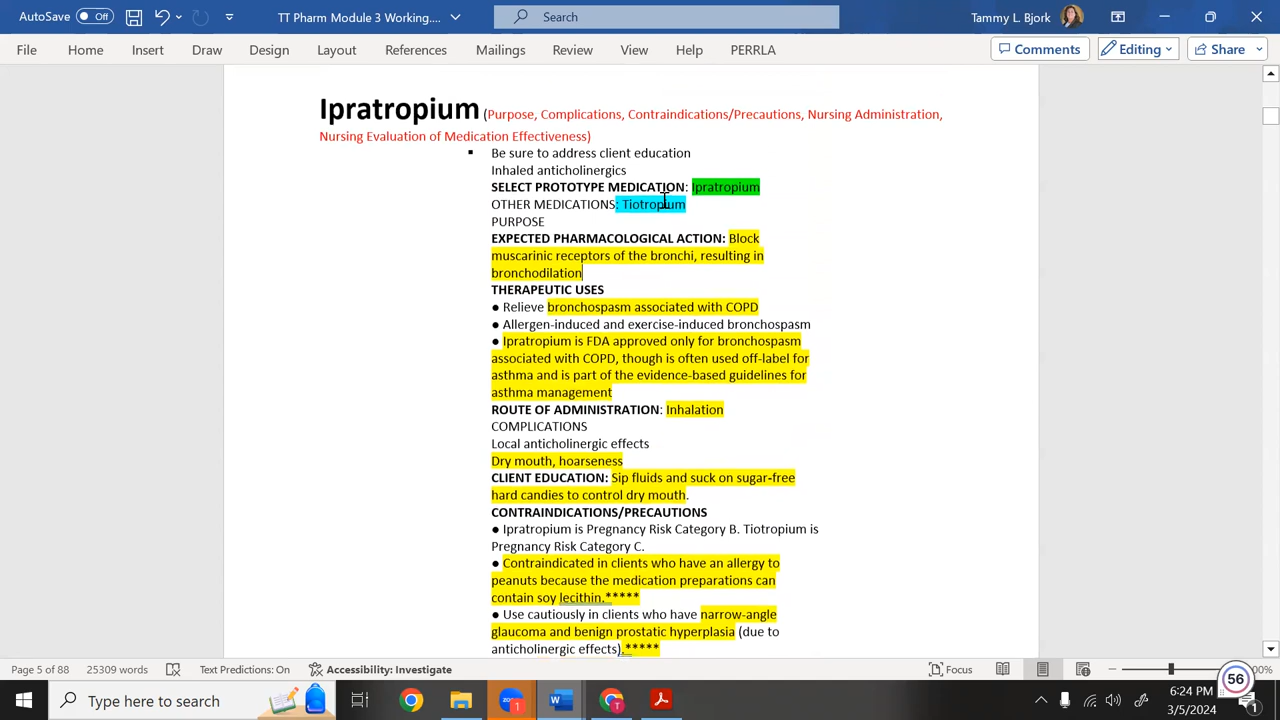 AutoSave Off TT Pharm Module 3 Working.... Search Tammy L. Bjork
File Home Insert Draw Design Layout References Mailings Review View Help PERRLA Comments Editing Share
Ipratropium (Purpose, Complications, Contraindications/Precautions, Nursing Administration,
Nursing Evaluation of Medication Effectiveness)
▪ Be sure to address client education
Inhaled anticholinergics
SELECT PROTOTYPE MEDICATION: Ipratropium
OTHER MEDICATIONS: Tiotropium
PURPOSE
EXPECTED PHARMACOLOGICAL ACTION: Block
muscarinic receptors of the bronchi, resulting in
bronchodilation
THERAPEUTIC USES
● Relieve bronchospasm associated with COPD
● Allergen-induced and exercise-induced bronchospasm
● Ipratropium is FDA approved only for bronchospasm
associated with COPD, though is often used off-label for
asthma and is part of the evidence-based guidelines for
asthma management
ROUTE OF ADMINISTRATION: Inhalation
COMPLICATIONS
Local anticholinergic effects
Dry mouth, hoarseness
CLIENT EDUCATION: Sip fluids and suck on sugar-free
hard candies to control dry mouth.
CONTRAINDICATIONS/PRECAUTIONS
● Ipratropium is Pregnancy Risk Category B. Tiotropium is
Pregnancy Risk Category C.
● Contraindicated in clients who have an allergy to
peanuts because the medication preparations can
contain soy lecithin.*****
● Use cautiously in clients who have narrow-angle
glaucoma and benign prostatic hyperplasia (due to
anticholinergic effects).*****
Page 5 of 88 25309 words Text Predictions: On Accessibility: Investigate Focus 00%
56
Type here to search zoom 1 T W 6:24 PM
3/5/2024 1